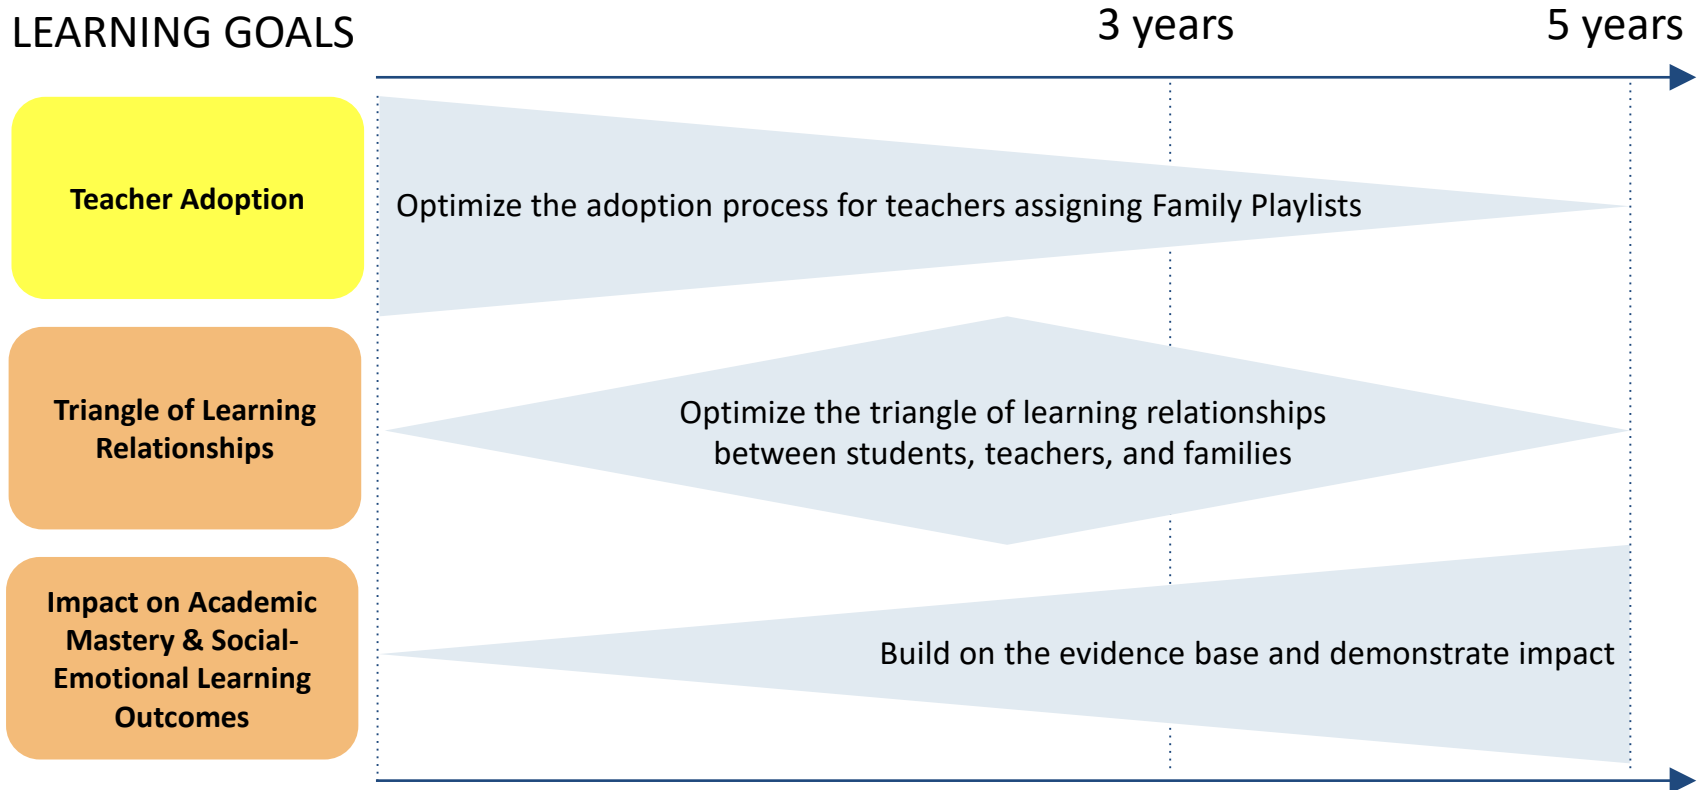 LEARNING GOALS
3 years
5 years
Teacher Adoption
Optimize the adoption process for teachers assigning Family Playlists
Triangle of Learning
Relationships
Optimize the triangle of learning relationships
between students, teachers, and families
Impact on Academic
Mastery & Social-
Emotional Learning
Outcomes
Build on the evidence base and demonstrate impact